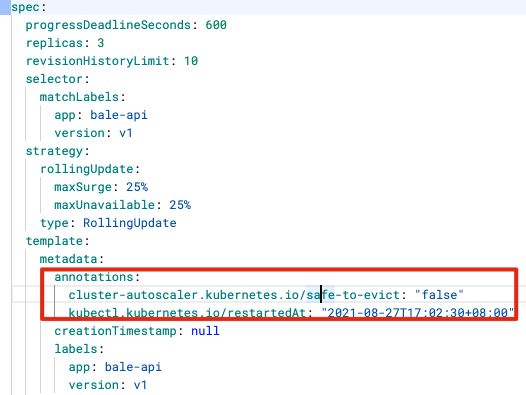 spec:
progressDeadlineSeconds: 600
replicas: 3
revisionHistoryLimit: 10
selector:
matchLabels:
app: bale-api
version: v1
strategy:
rollingUpdate:
maxSurge: 25%
maxUnavailable: 25%
type: RollingUpdate
template:
metadata:
annotations:
cluster-autoscaler.kubernetes.io/safe-to-evict: "false"
kubectl.kubernetes.io/restartedAt: "2021-08-27T17:02:30+08:00"
creationTimestamp: null
labels:
app: bale-api
version: v1